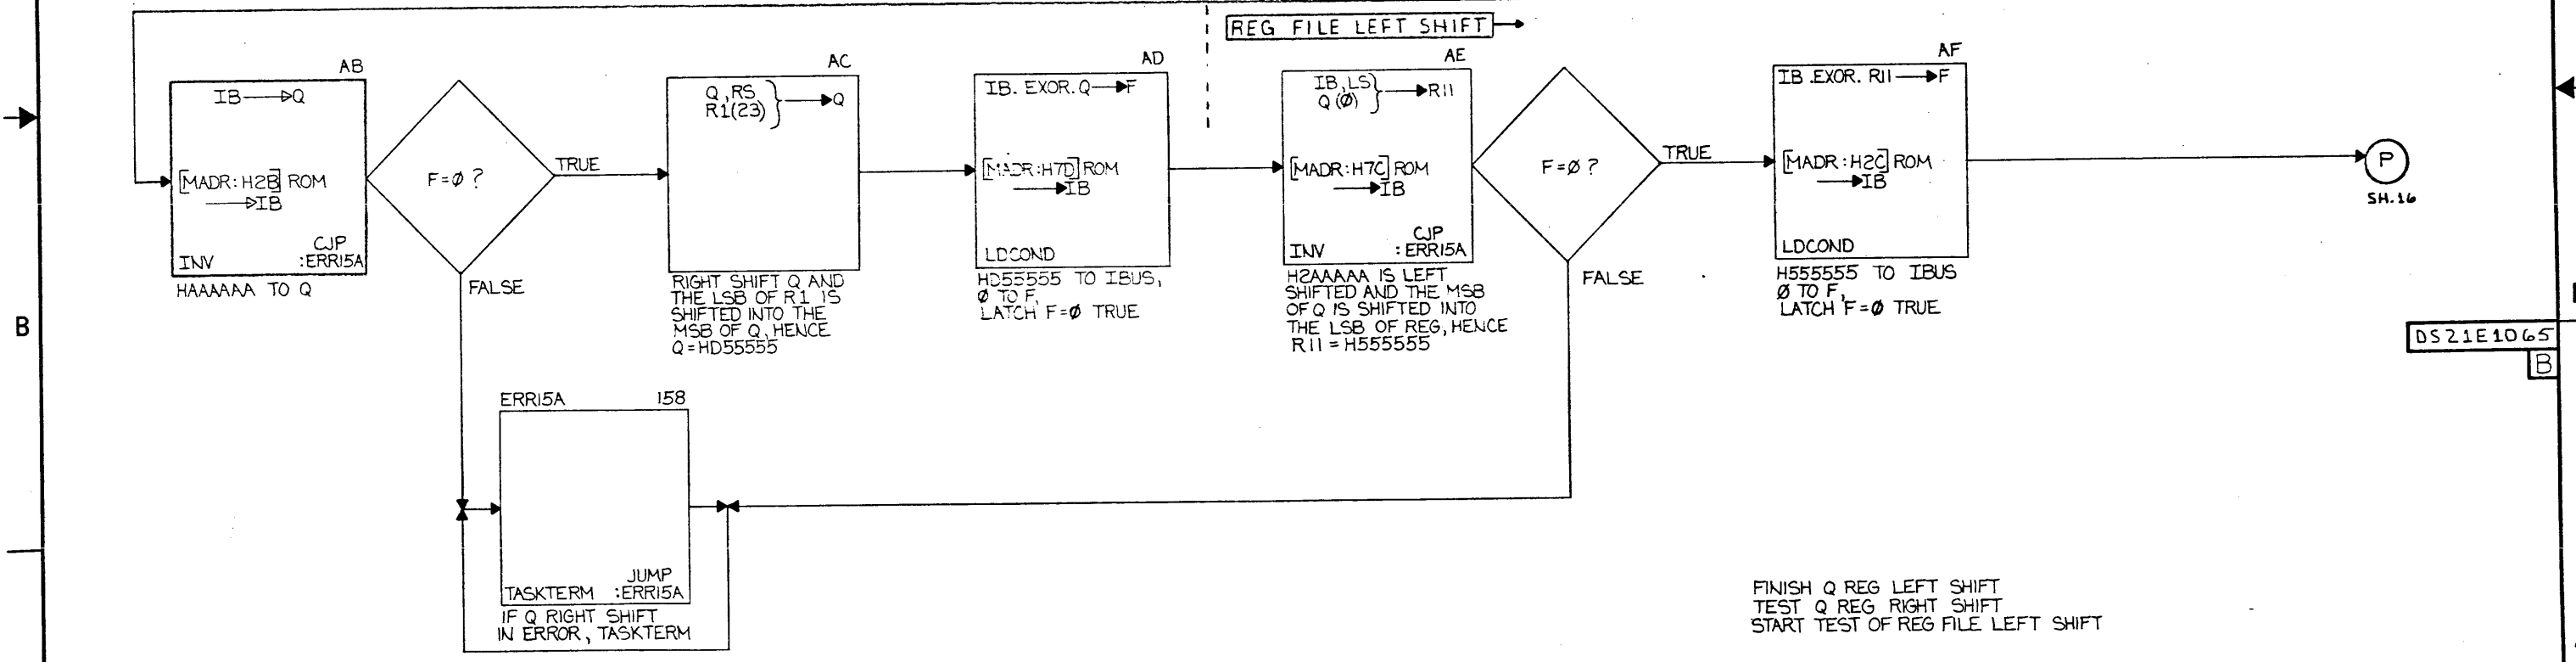 REG FILE LEFT SHIFT
AB
IB Q
[MADR:H2B] ROM
IB
CJP
INV :ERR15A
HAAAAAA TO Q
F=Ø ?
TRUE
FALSE
AC
Q, RS
R1(23)
Q
RIGHT SHIFT Q AND
THE LSB OF R1 IS
SHIFTED INTO THE
MSB OF Q, HENCE
Q=HD55555
AD
IB. EXOR. Q F
[MADR:H7D] ROM
IB
LDCOND
HD55555 TO IBUS,
Ø TO F,
LATCH F=Ø TRUE
AE
IB, LS
Q(Ø)
R11
[MADR:H7C] ROM
IB
CJP
INV :ERR15A
H2AAAAA IS LEFT
SHIFTED AND THE MSB
OF Q IS SHIFTED INTO
THE LSB OF REG, HENCE
R11 = H555555
F=Ø ?
TRUE
FALSE
AF
IB .EXOR. R11 F
[MADR:H2C] ROM
IB
LDCOND
H555555 TO IBUS
Ø TO F,
LATCH F=Ø TRUE
P
SH.16
B
DS21E1065
B
ERR15A 158
JUMP
TASKTERM :ERR15A
IF Q RIGHT SHIFT
IN ERROR, TASKTERM
FINISH Q REG LEFT SHIFT
TEST Q REG RIGHT SHIFT
START TEST OF REG FILE LEFT SHIFT